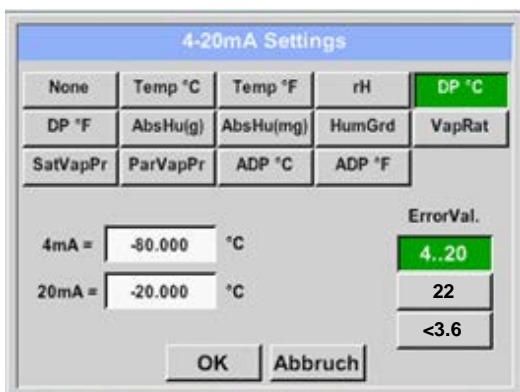 4-20mA Settings
None Temp °C Temp °F rH DP °C
DP °F AbsHu(g) AbsHu(mg) HumGrd VapRat
SatVapPr ParVapPr ADP °C ADP °F
ErrorVal.
4mA = -80.000 °C 4..20
20mA = -20.000 °C 22
<3.6
OK Abbruch